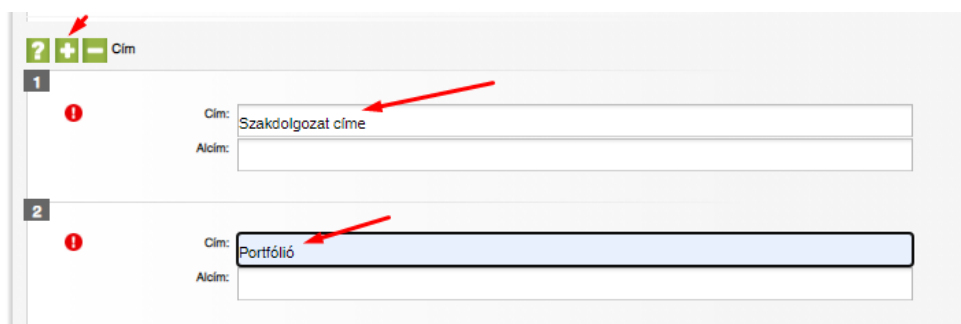 ? + - Cím
1
Cím: Szakdolgozat címe
Alcím:
2
Cím: Portfólió
Alcím: